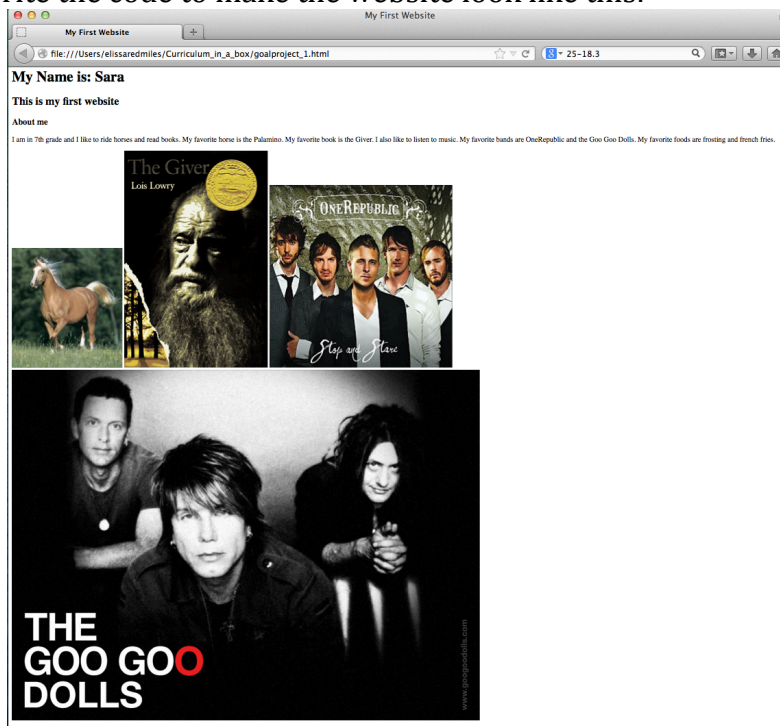 rite the code to make the website look like this.
My First Website
My First Website
+
file:///Users/elissaredmiles/Curriculum_in_a_box/goalproject_1.html
8 25-18.3
My Name is: Sara
This is my first website
About me
I am in 7th grade and I like to ride horses and read books. My favorite horse is the Palamino. My favorite book is the Giver. I also like to listen to music. My favorite bands are OneRepublic and the Goo Goo Dolls. My favorite foods are frosting and french fries.
The Giver
Lois Lowry
ONEREPUBLIC
Stop and Stare
THE
GOO GOO
DOLLS
www.googoodolls.com